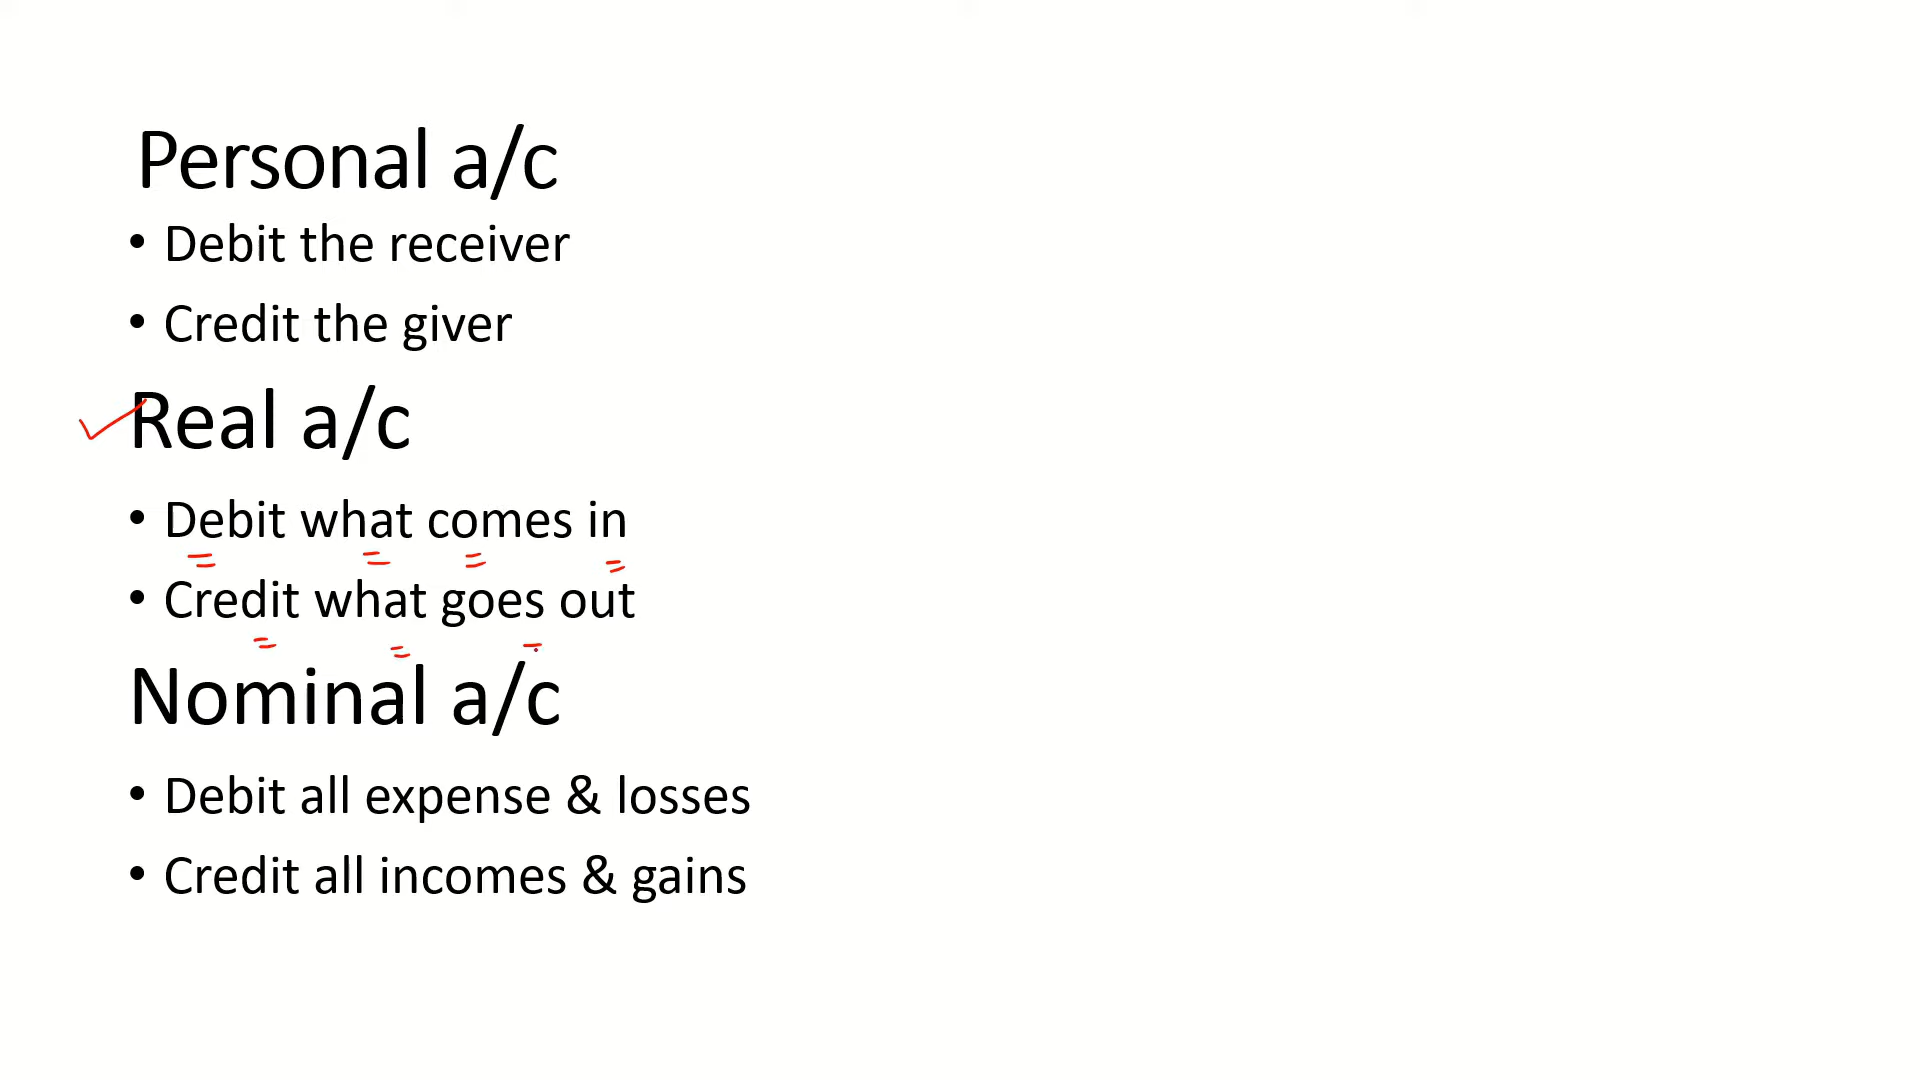 Personal a/c
• Debit the receiver
• Credit the giver
Real a/c
• Debit what comes in
• Credit what goes out
Nominal a/c
• Debit all expense & losses
• Credit all incomes & gains